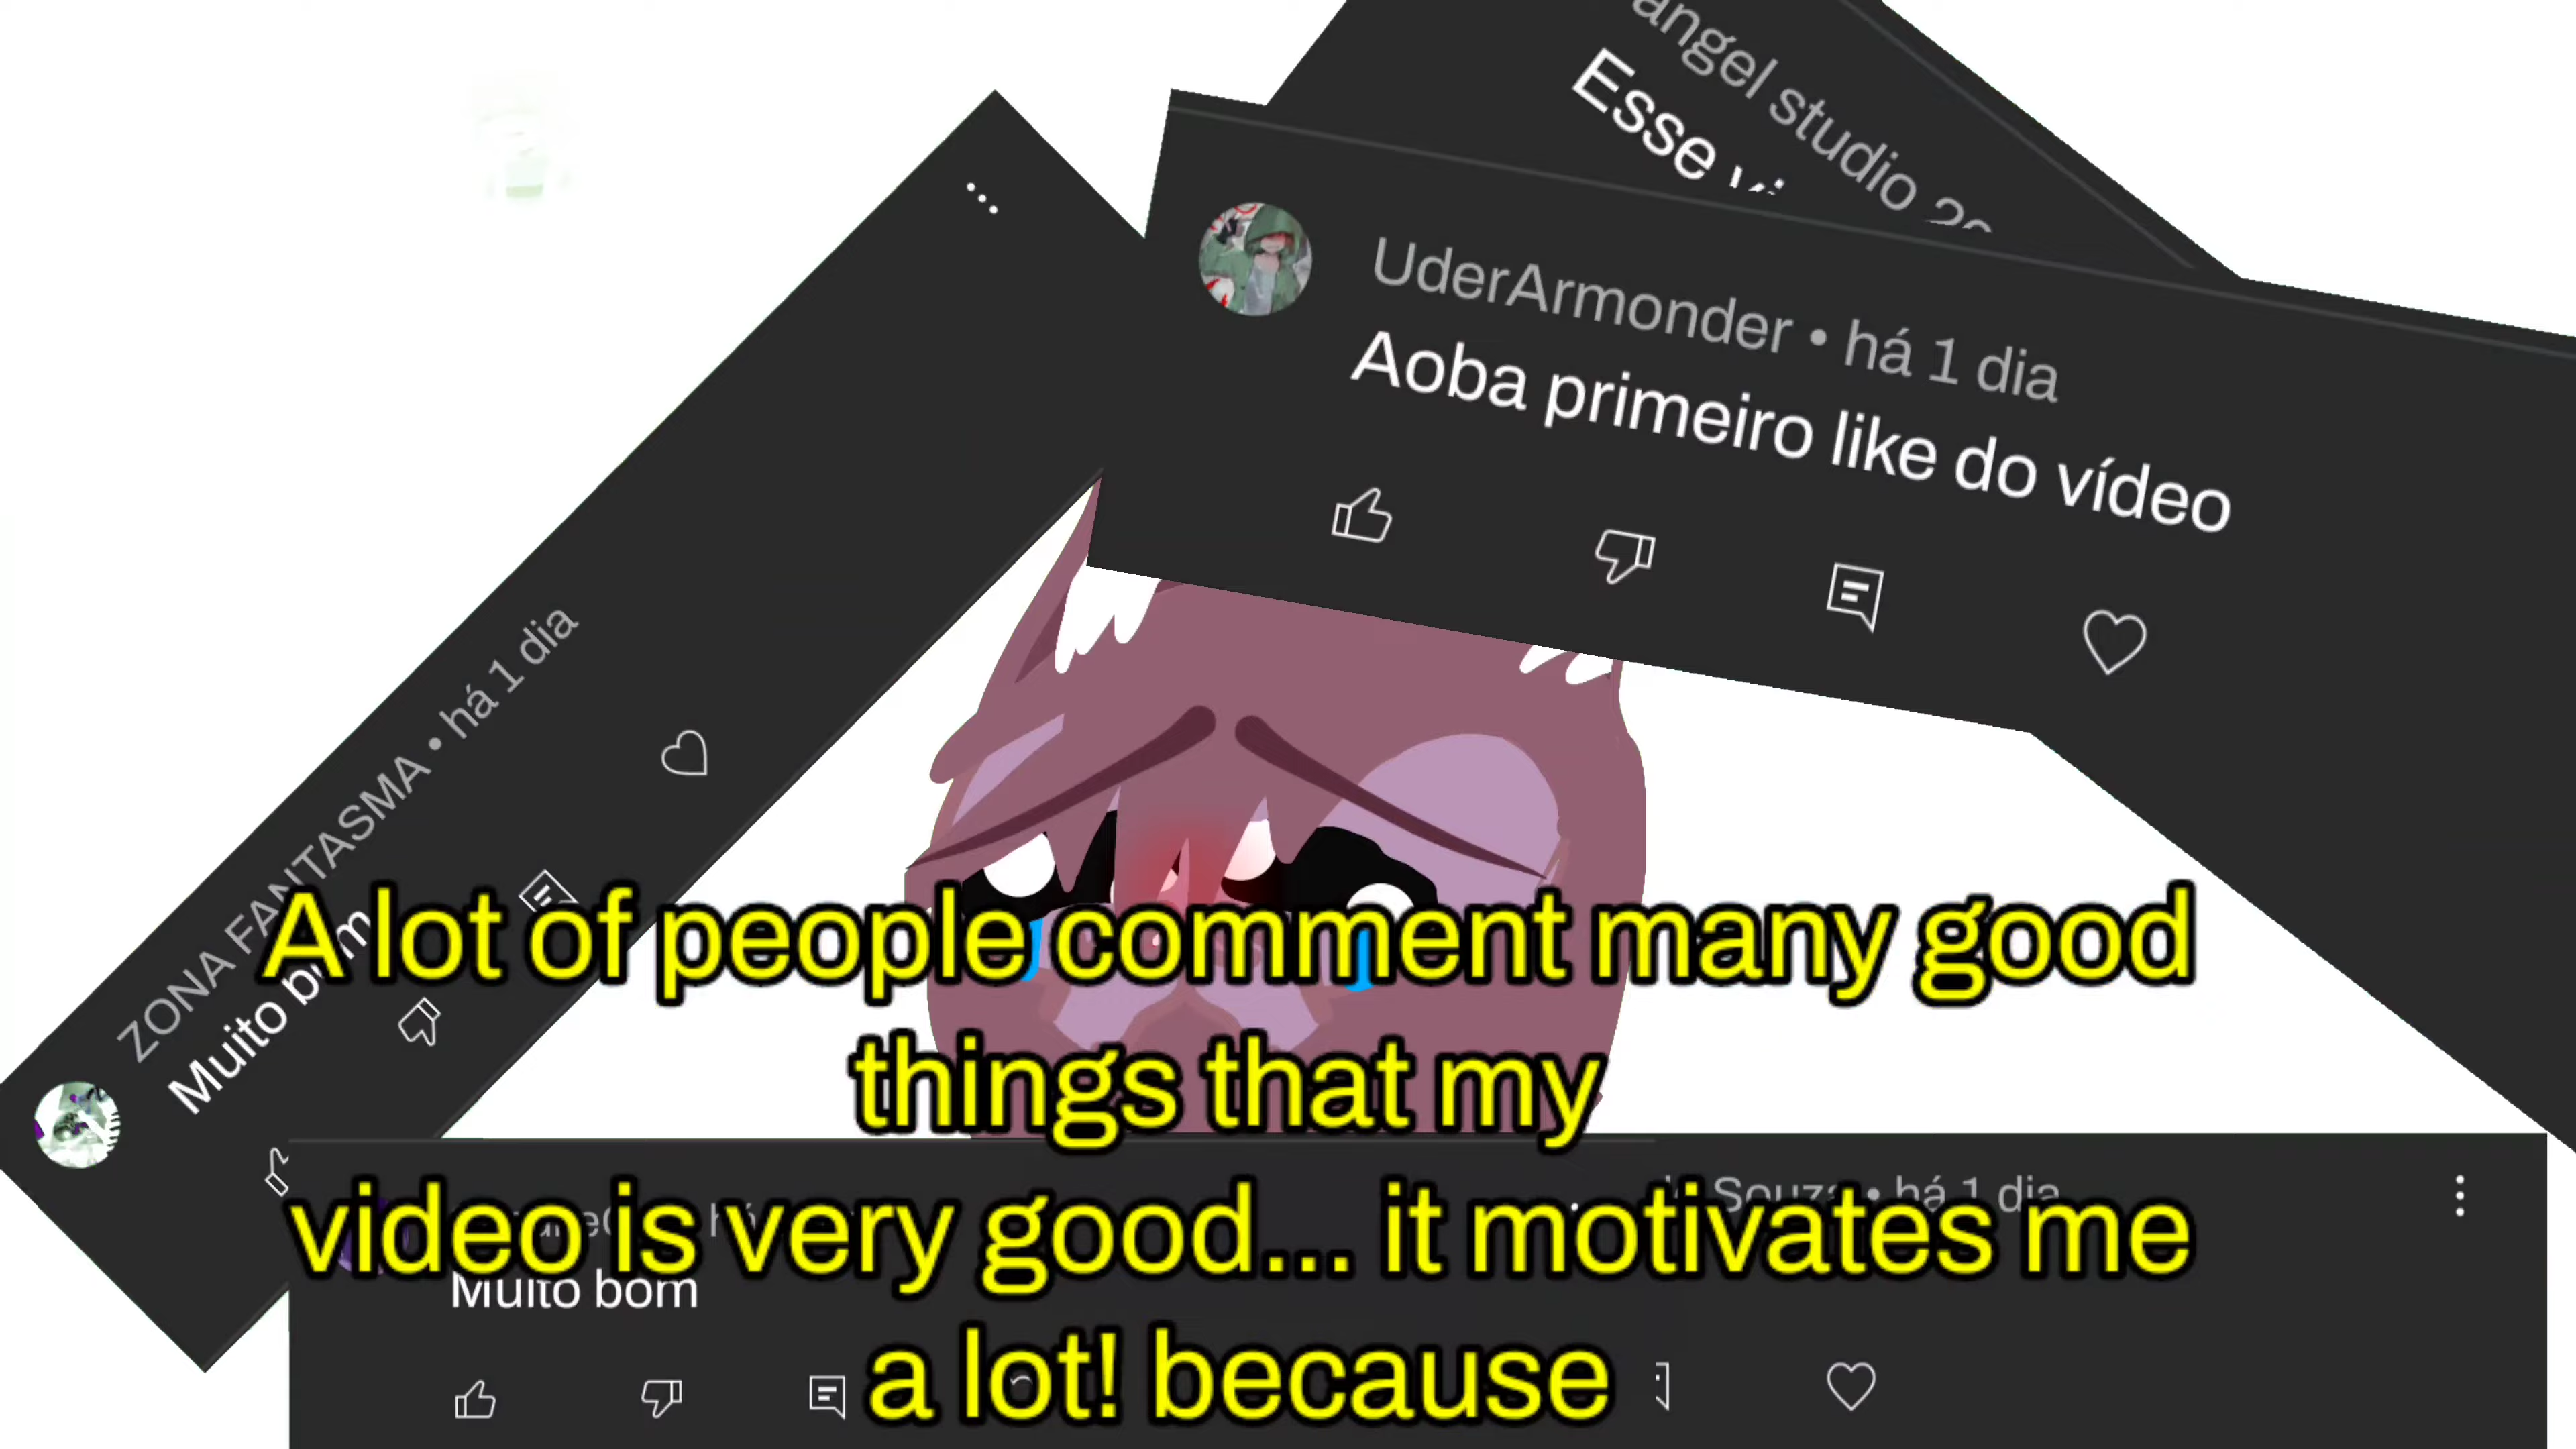 angel studio
Esse
UderArmonder • há 1 dia
Aoba primeiro like do vídeo
ZONA FANTASMA • há 1 dia
Muito
A lot of people comment many good
things that my
video is very good... it motivates me
a lot! because
Souza • há 1 dia
Muito bom